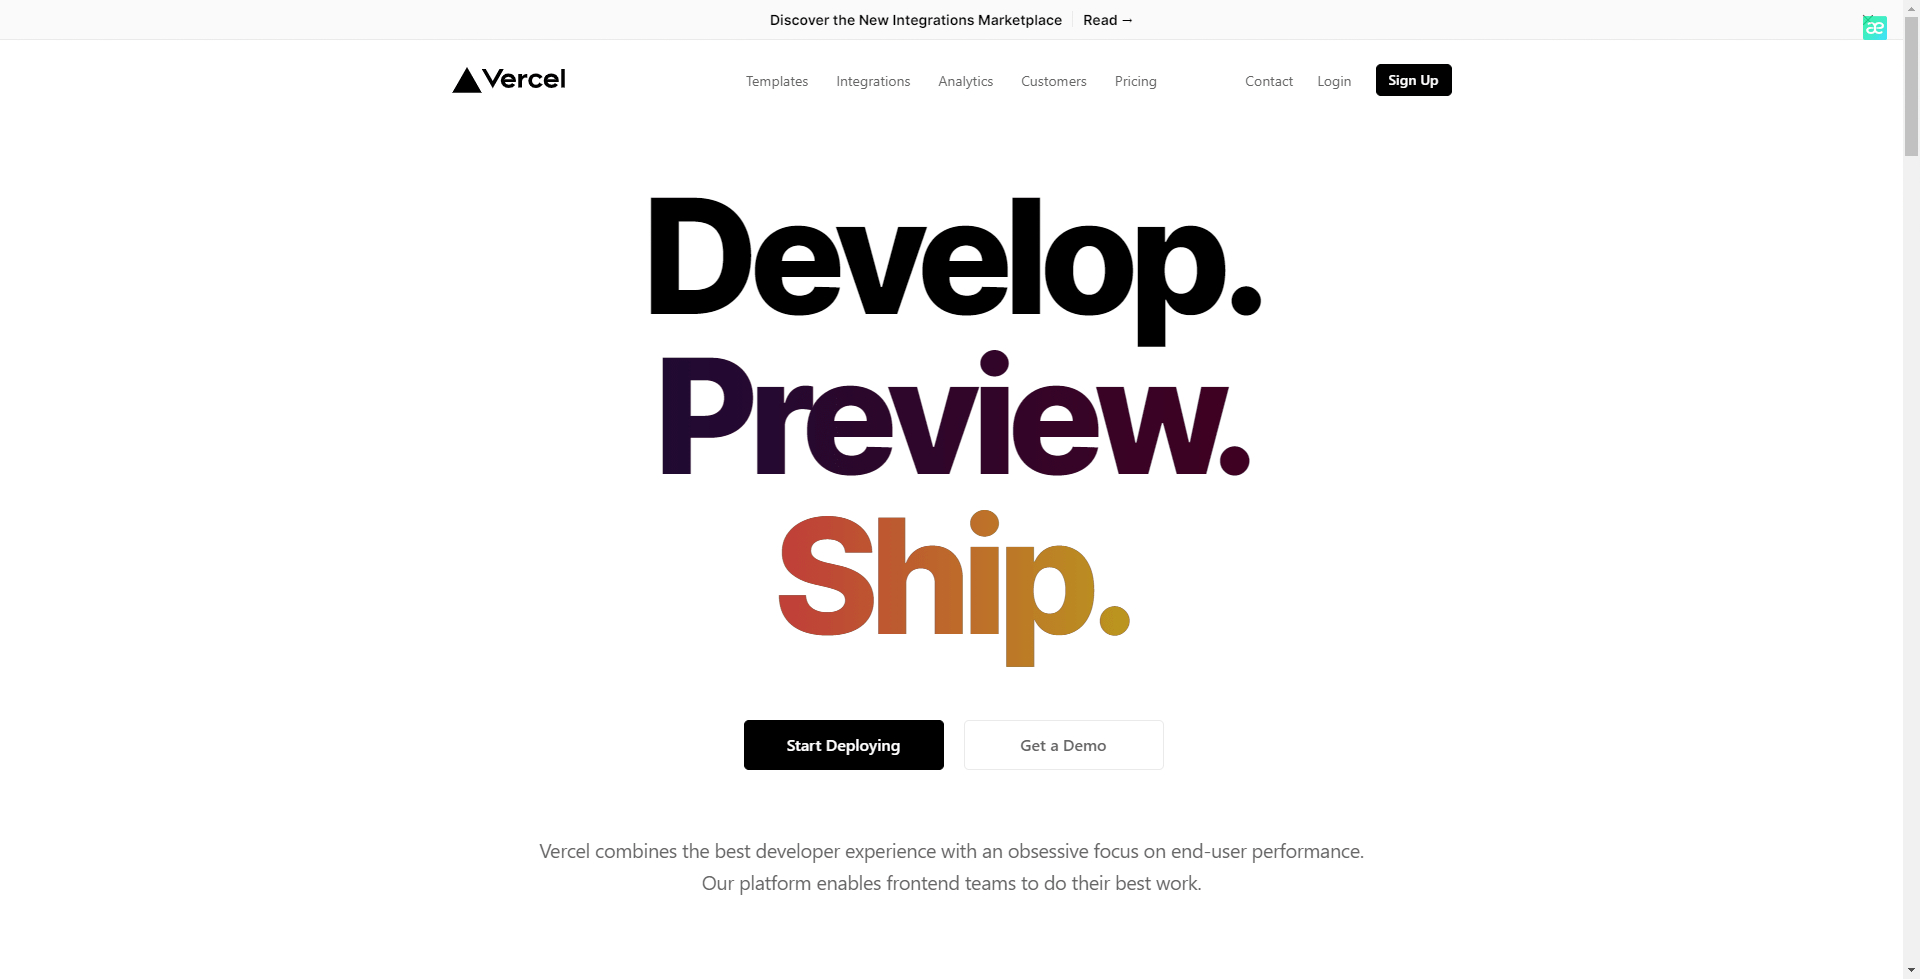 Discover the New Integrations Marketplace Read →
æ
Vercel
Templates Integrations Analytics Customers Pricing Contact Login Sign Up
Develop.
Preview.
Ship.
Start Deploying Get a Demo
Vercel combines the best developer experience with an obsessive focus on end-user performance.
Our platform enables frontend teams to do their best work.